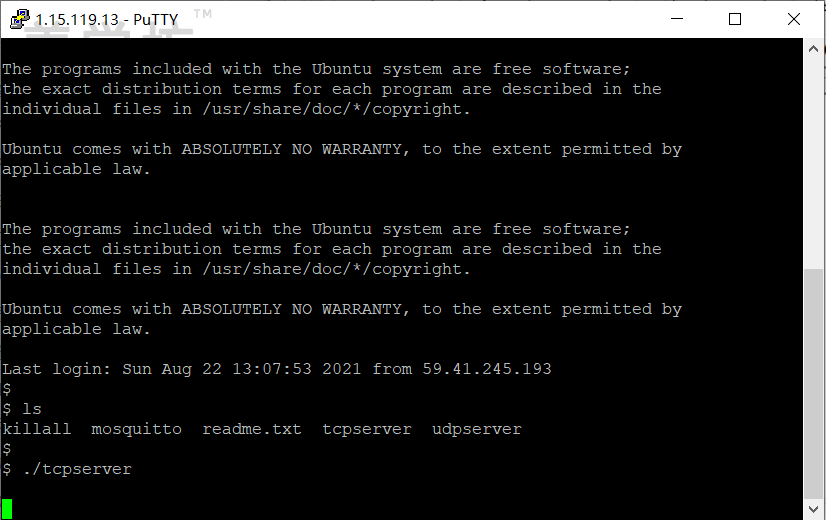 1.15.119.13 - PuTTY
TM
The programs included with the Ubuntu system are free software;
the exact distribution terms for each program are described in the
individual files in /usr/share/doc/*/copyright.
Ubuntu comes with ABSOLUTELY NO WARRANTY, to the extent permitted by
applicable law.
The programs included with the Ubuntu system are free software;
the exact distribution terms for each program are described in the
individual files in /usr/share/doc/*/copyright.
Ubuntu comes with ABSOLUTELY NO WARRANTY, to the extent permitted by
applicable law.
Last login: Sun Aug 22 13:07:53 2021 from 59.41.245.193
$
$ ls
killall  mosquitto  readme.txt  tcpserver  udpserver
$
$ ./tcpserver